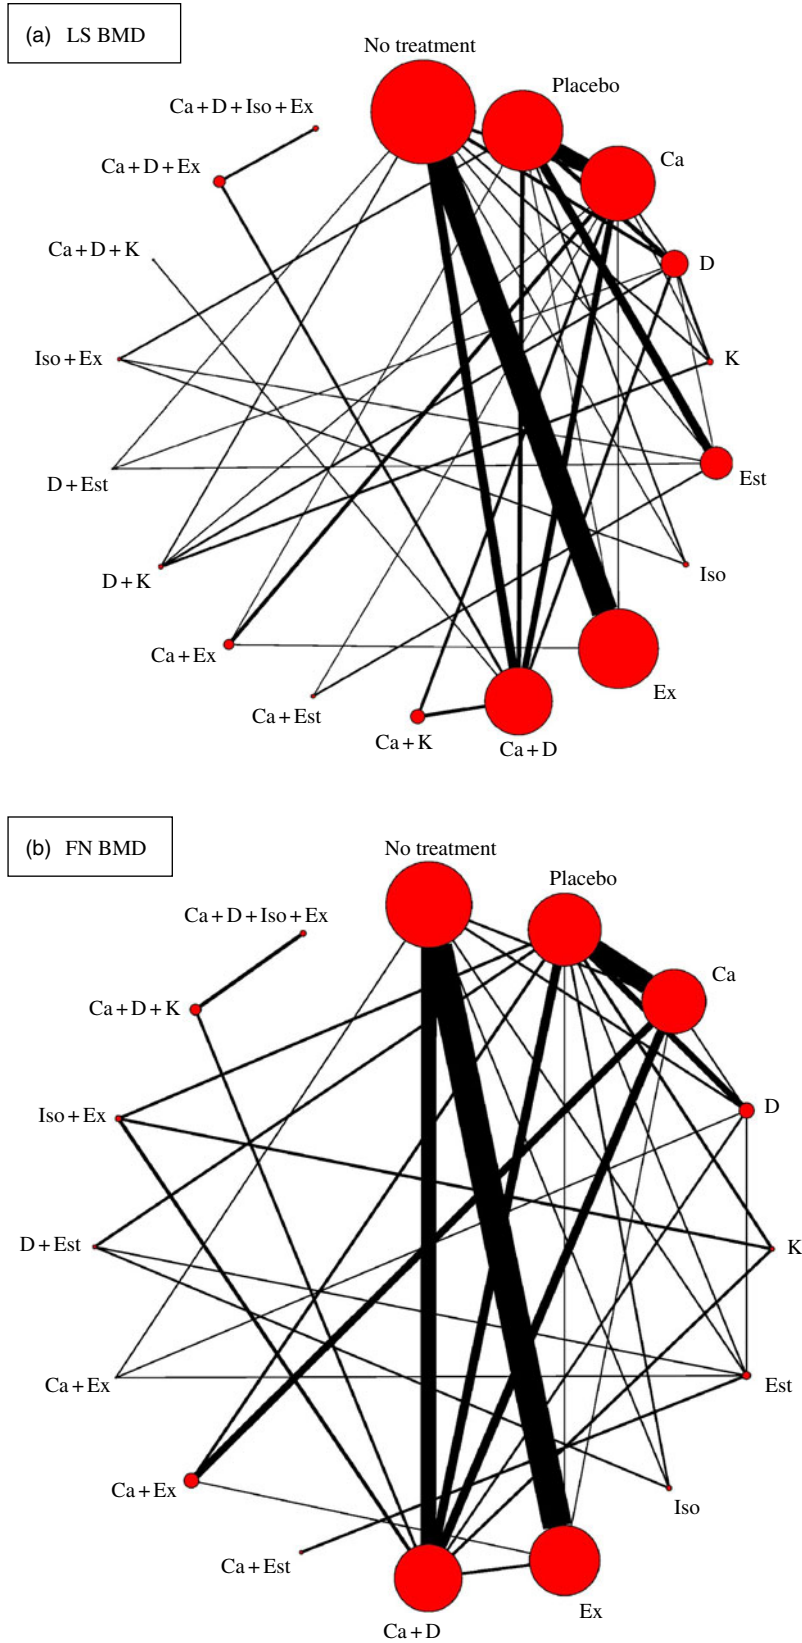 (a) LS BMD
No treatment
Placebo
Ca
D
K
Est
Iso
Ex
Ca + D
Ca + K
Ca + Est
Ca + Ex
D + K
D + Est
Iso + Ex
Ca + D + K
Ca + D + Ex
Ca + D + Iso + Ex
(b) FN BMD
No treatment
Placebo
Ca
D
K
Est
Iso
Ex
Ca + D
Ca + Est
Ca + Ex
Ca + Ex
D + Est
Iso + Ex
Ca + D + K
Ca + D + Iso + Ex